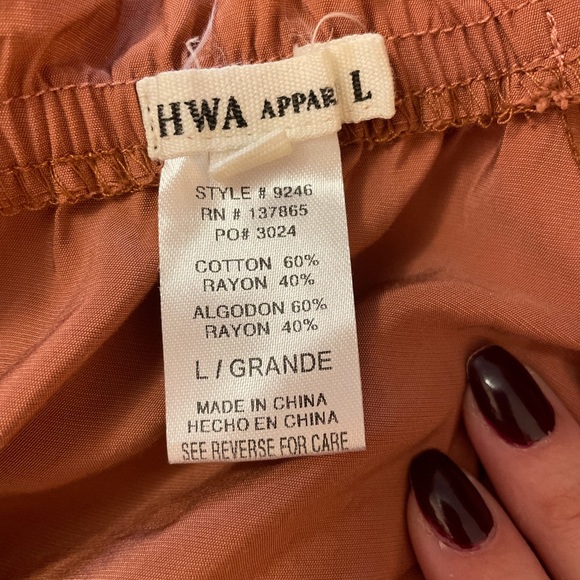 HWA APPAR L
STYLE # 9246
RN # 137865
PO# 3024
COTTON 60%
RAYON 40%
ALGODON 60%
RAYON 40%
L / GRANDE
MADE IN CHINA
HECHO EN CHINA
SEE REVERSE FOR CARE